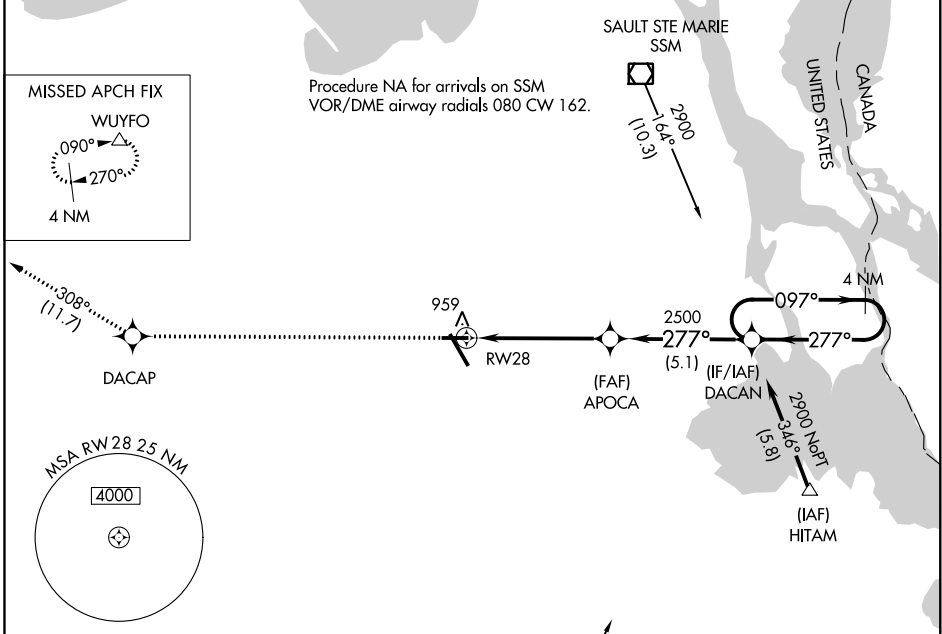 SAULT STE MARIE
SSM
MISSED APCH FIX
WUYFO
090°
270°
4 NM
Procedure NA for arrivals on SSM
VOR/DME airway radials 080 CW 162.
2900
164°
(10.3)
UNITED STATES
CANADA
308°
(11.7)
DACAP
959
RW28
2500
277°
(5.1)
(FAF)
APOCA
(IF/IAF)
DACAN
4 NM
097°
277°
2900 NoPT
346°
(5.8)
(IAF)
HITAM
MSA RW 28 25 NM
4000